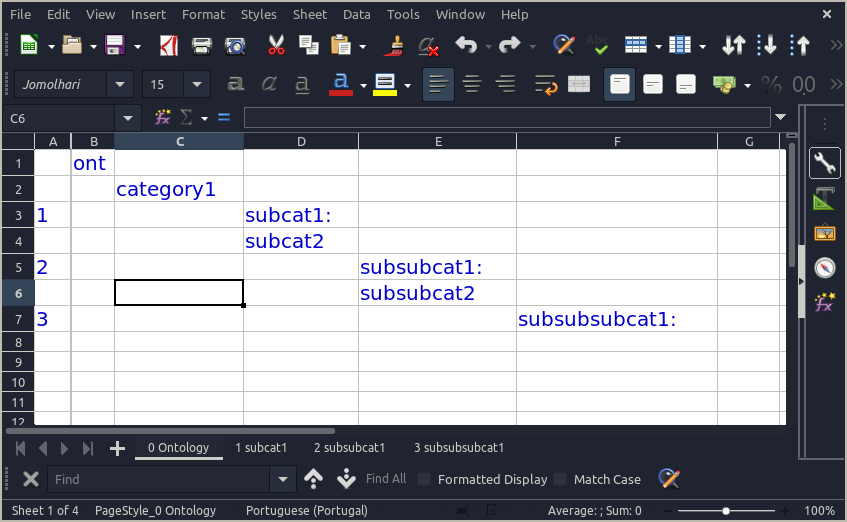 File Edit View Insert Format Styles Sheet Data Tools Window Help
Jomolhari 15 a a a a
C6 Σ =
A B C D E F G
1 ont
2 category1
3 1 subcat1:
4 subcat2
5 2 subsubcat1:
6 subsubcat2
7 3 subsubsubcat1:
8
9
10
11
12
0 Ontology 1 subcat1 2 subsubcat1 3 subsubsubcat1
Find Find All Formatted Display Match Case
Sheet 1 of 4 PageStyle_0 Ontology Portuguese (Portugal) Average: ; Sum: 0 100%